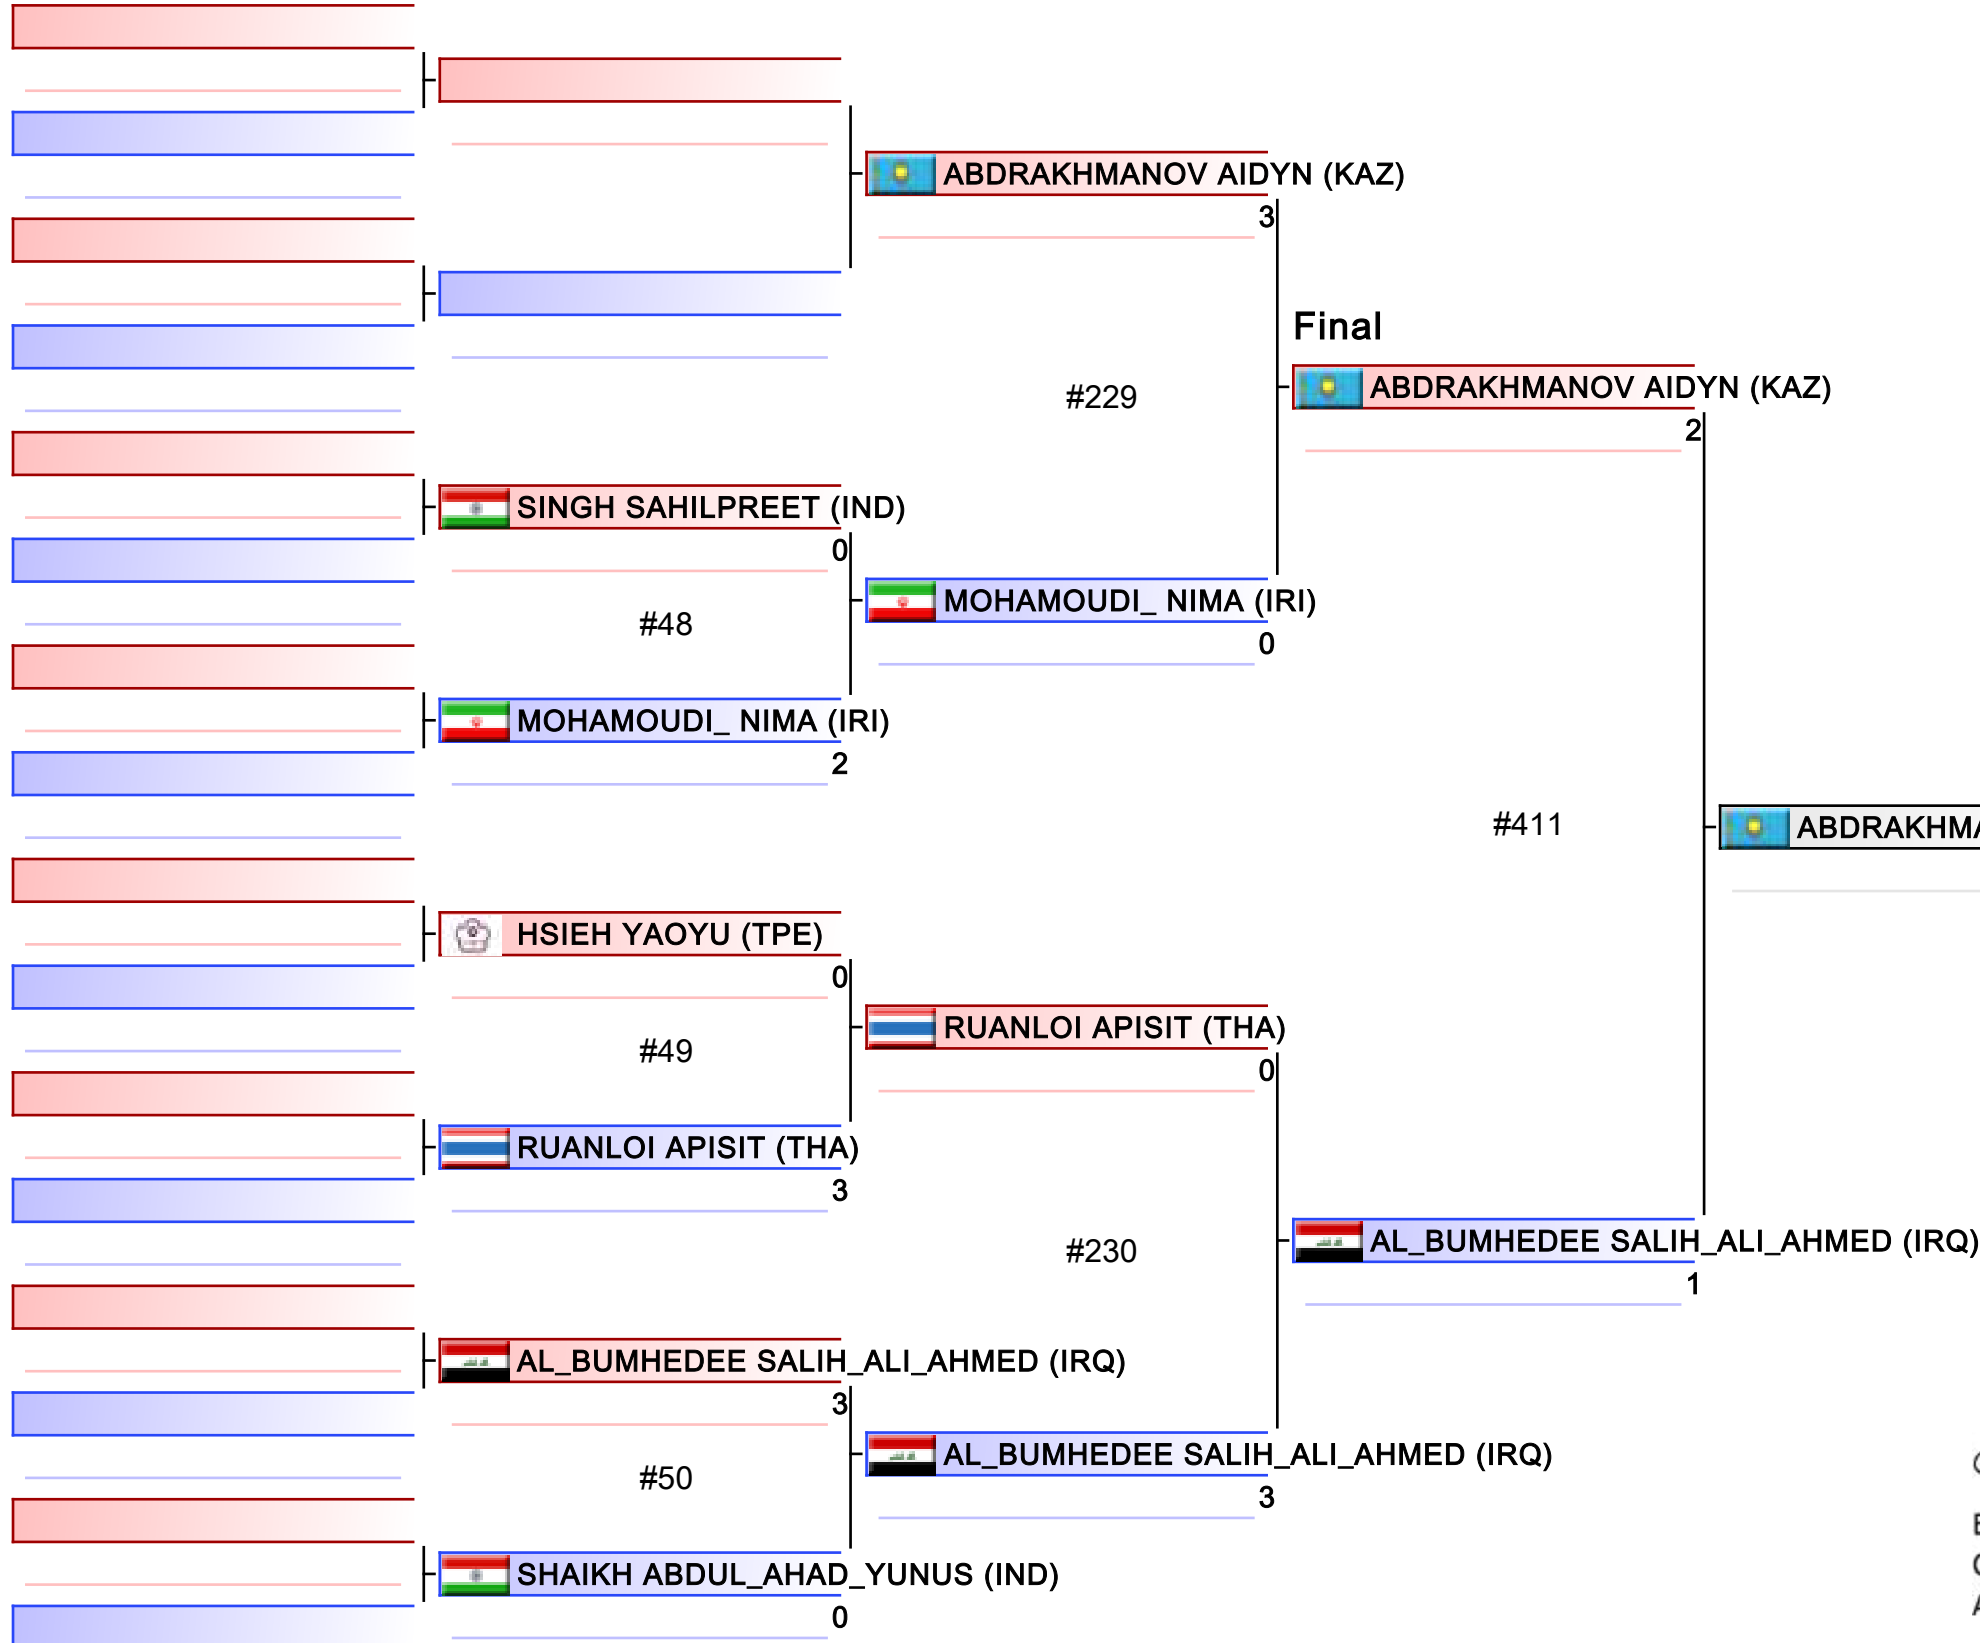 ABDRAKHMANOV AIDYN (KAZ)
3
Final
#229
ABDRAKHMANOV AIDYN (KAZ)
2
SINGH SAHILPREET (IND)
0
MOHAMOUDI_ NIMA (IRI)
0
#48
MOHAMOUDI_ NIMA (IRI)
2
#411
ABDRAKHMA
HSIEH YAOYU (TPE)
0
RUANLOI APISIT (THA)
0
#49
RUANLOI APISIT (THA)
3
#230
AL_BUMHEDEE SALIH_ALI_AHMED (IRQ)
1
AL_BUMHEDEE SALIH_ALI_AHMED (IRQ)
3
AL_BUMHEDEE SALIH_ALI_AHMED (IRQ)
3
#50
SHAIKH ABDUL_AHAD_YUNUS (IND)
0